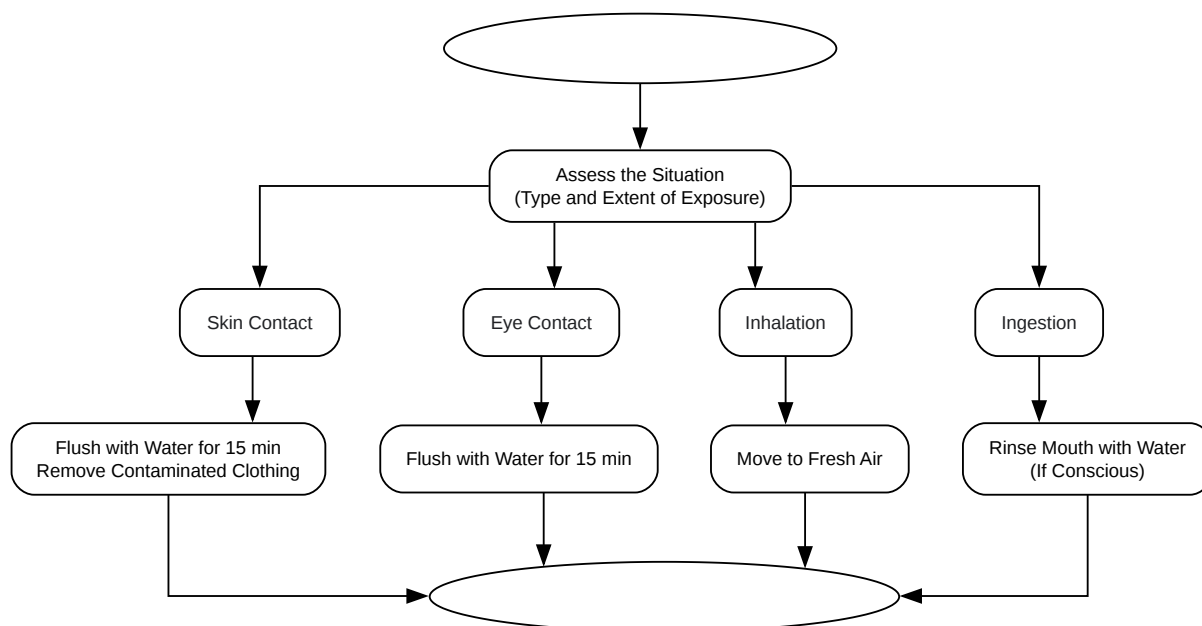 Assess the Situation
(Type and Extent of Exposure)
Skin Contact
Eye Contact
Inhalation
Ingestion
Flush with Water for 15 min
Remove Contaminated Clothing
Flush with Water for 15 min
Move to Fresh Air
Rinse Mouth with Water
(If Conscious)